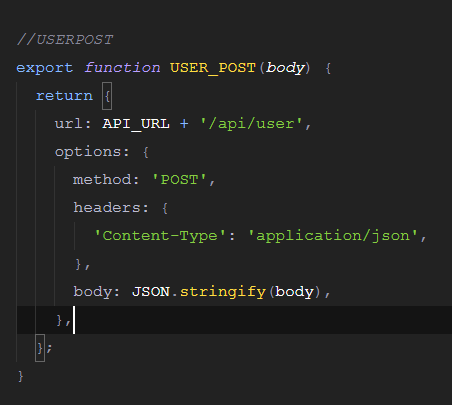 //USERPOST
export function USER_POST(body) {
  return {
    url: API_URL + '/api/user',
    options: {
      method: 'POST',
      headers: {
        'Content-Type': 'application/json',
      },
      body: JSON.stringify(body),
    },
  };
}